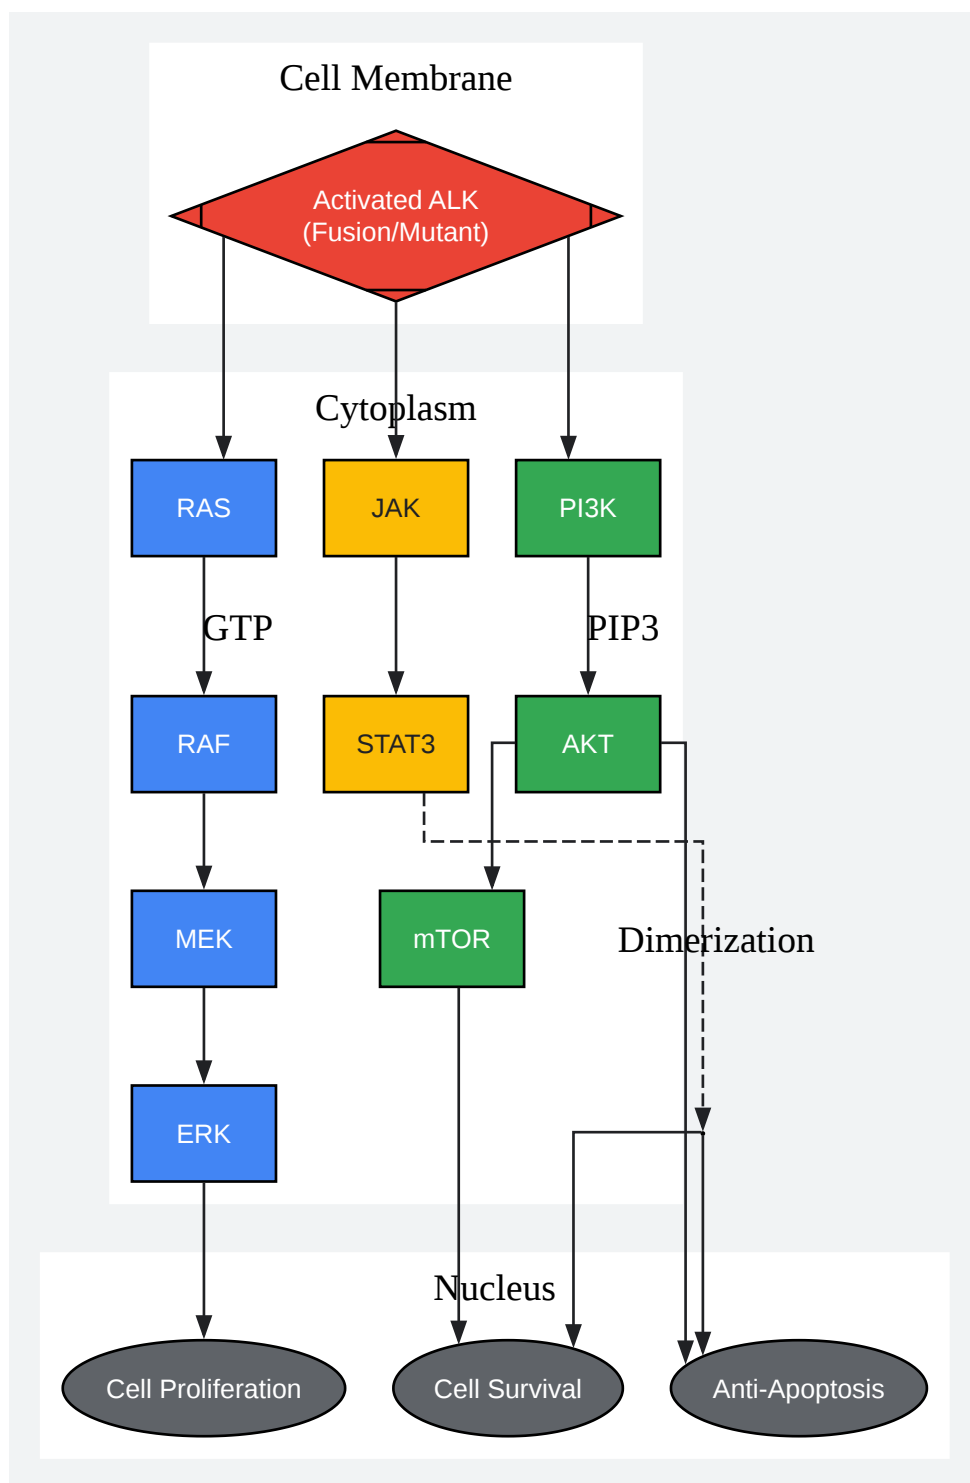 Cell Membrane
Activated ALK
(Fusion/Mutant)
Cytoplasm
RAS
JAK
PI3K
GTP
PIP3
RAF
STAT3
AKT
MEK
mTOR
Dimerization
ERK
Nucleus
Cell Proliferation
Cell Survival
Anti-Apoptosis